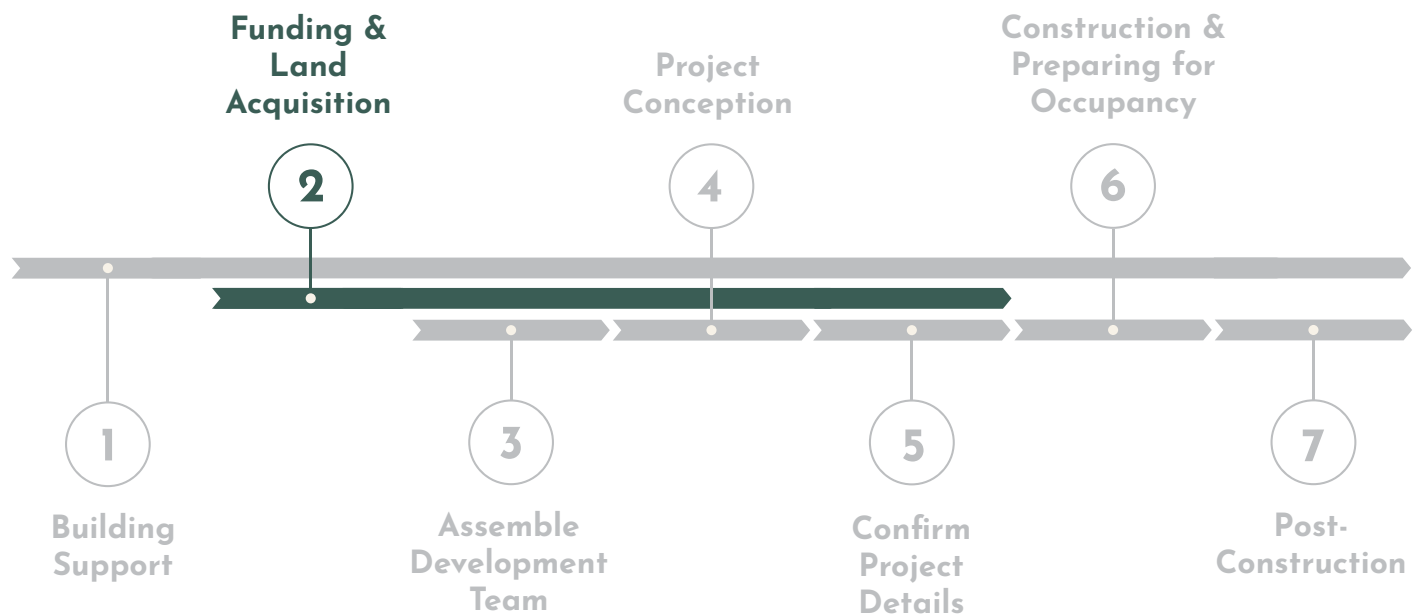 Funding &
Land
Acquisition
Project
Conception
Construction &
Preparing for
Occupancy
2
4
6
1
3
5
7
Building
Support
Assemble
Development
Team
Confirm
Project
Details
Post-
Construction